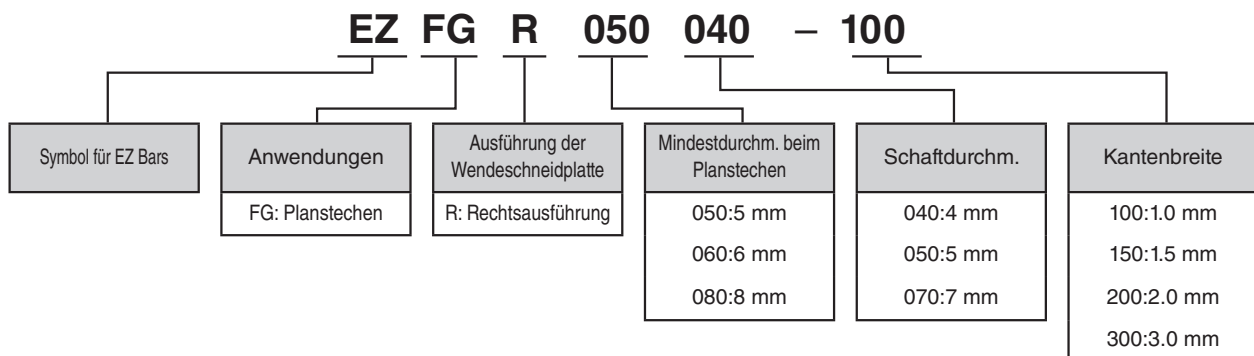 EZ FG R 050 040 – 100
Symbol für EZ Bars
Anwendungen
FG: Planstechen
Ausführung der
Wendeschneidplatte
R: Rechtsausführung
Mindestdurchm. beim
Planstechen
050:5 mm
060:6 mm
080:8 mm
Schaftdurchm.
040:4 mm
050:5 mm
070:7 mm
Kantenbreite
100:1.0 mm
150:1.5 mm
200:2.0 mm
300:3.0 mm